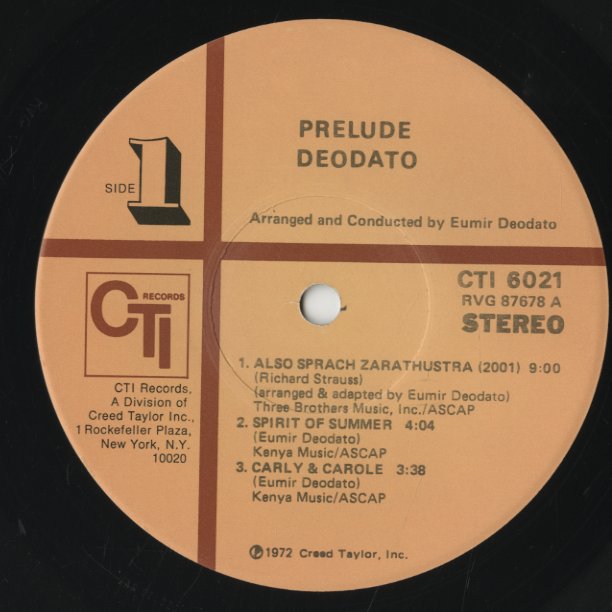 PRELUDE
DEODATO
SIDE 1
Arranged and Conducted by Eumir Deodato
CTI RECORDS
CTI Records,
A Division of
Creed Taylor Inc.,
1 Rockefeller Plaza,
New York, N.Y.
10020
CTI 6021
RVG 87678 A
STEREO
1. ALSO SPRACH ZARATHUSTRA (2001) 9:00
(Richard Strauss)
(arranged & adapted by Eumir Deodato)
Three Brothers Music, Inc./ASCAP
2. SPIRIT OF SUMMER 4:04
(Eumir Deodato)
Kenya Music/ASCAP
3. CARLY & CAROLE 3:38
(Eumir Deodato)
Kenya Music/ASCAP
℗1972 Creed Taylor, Inc.